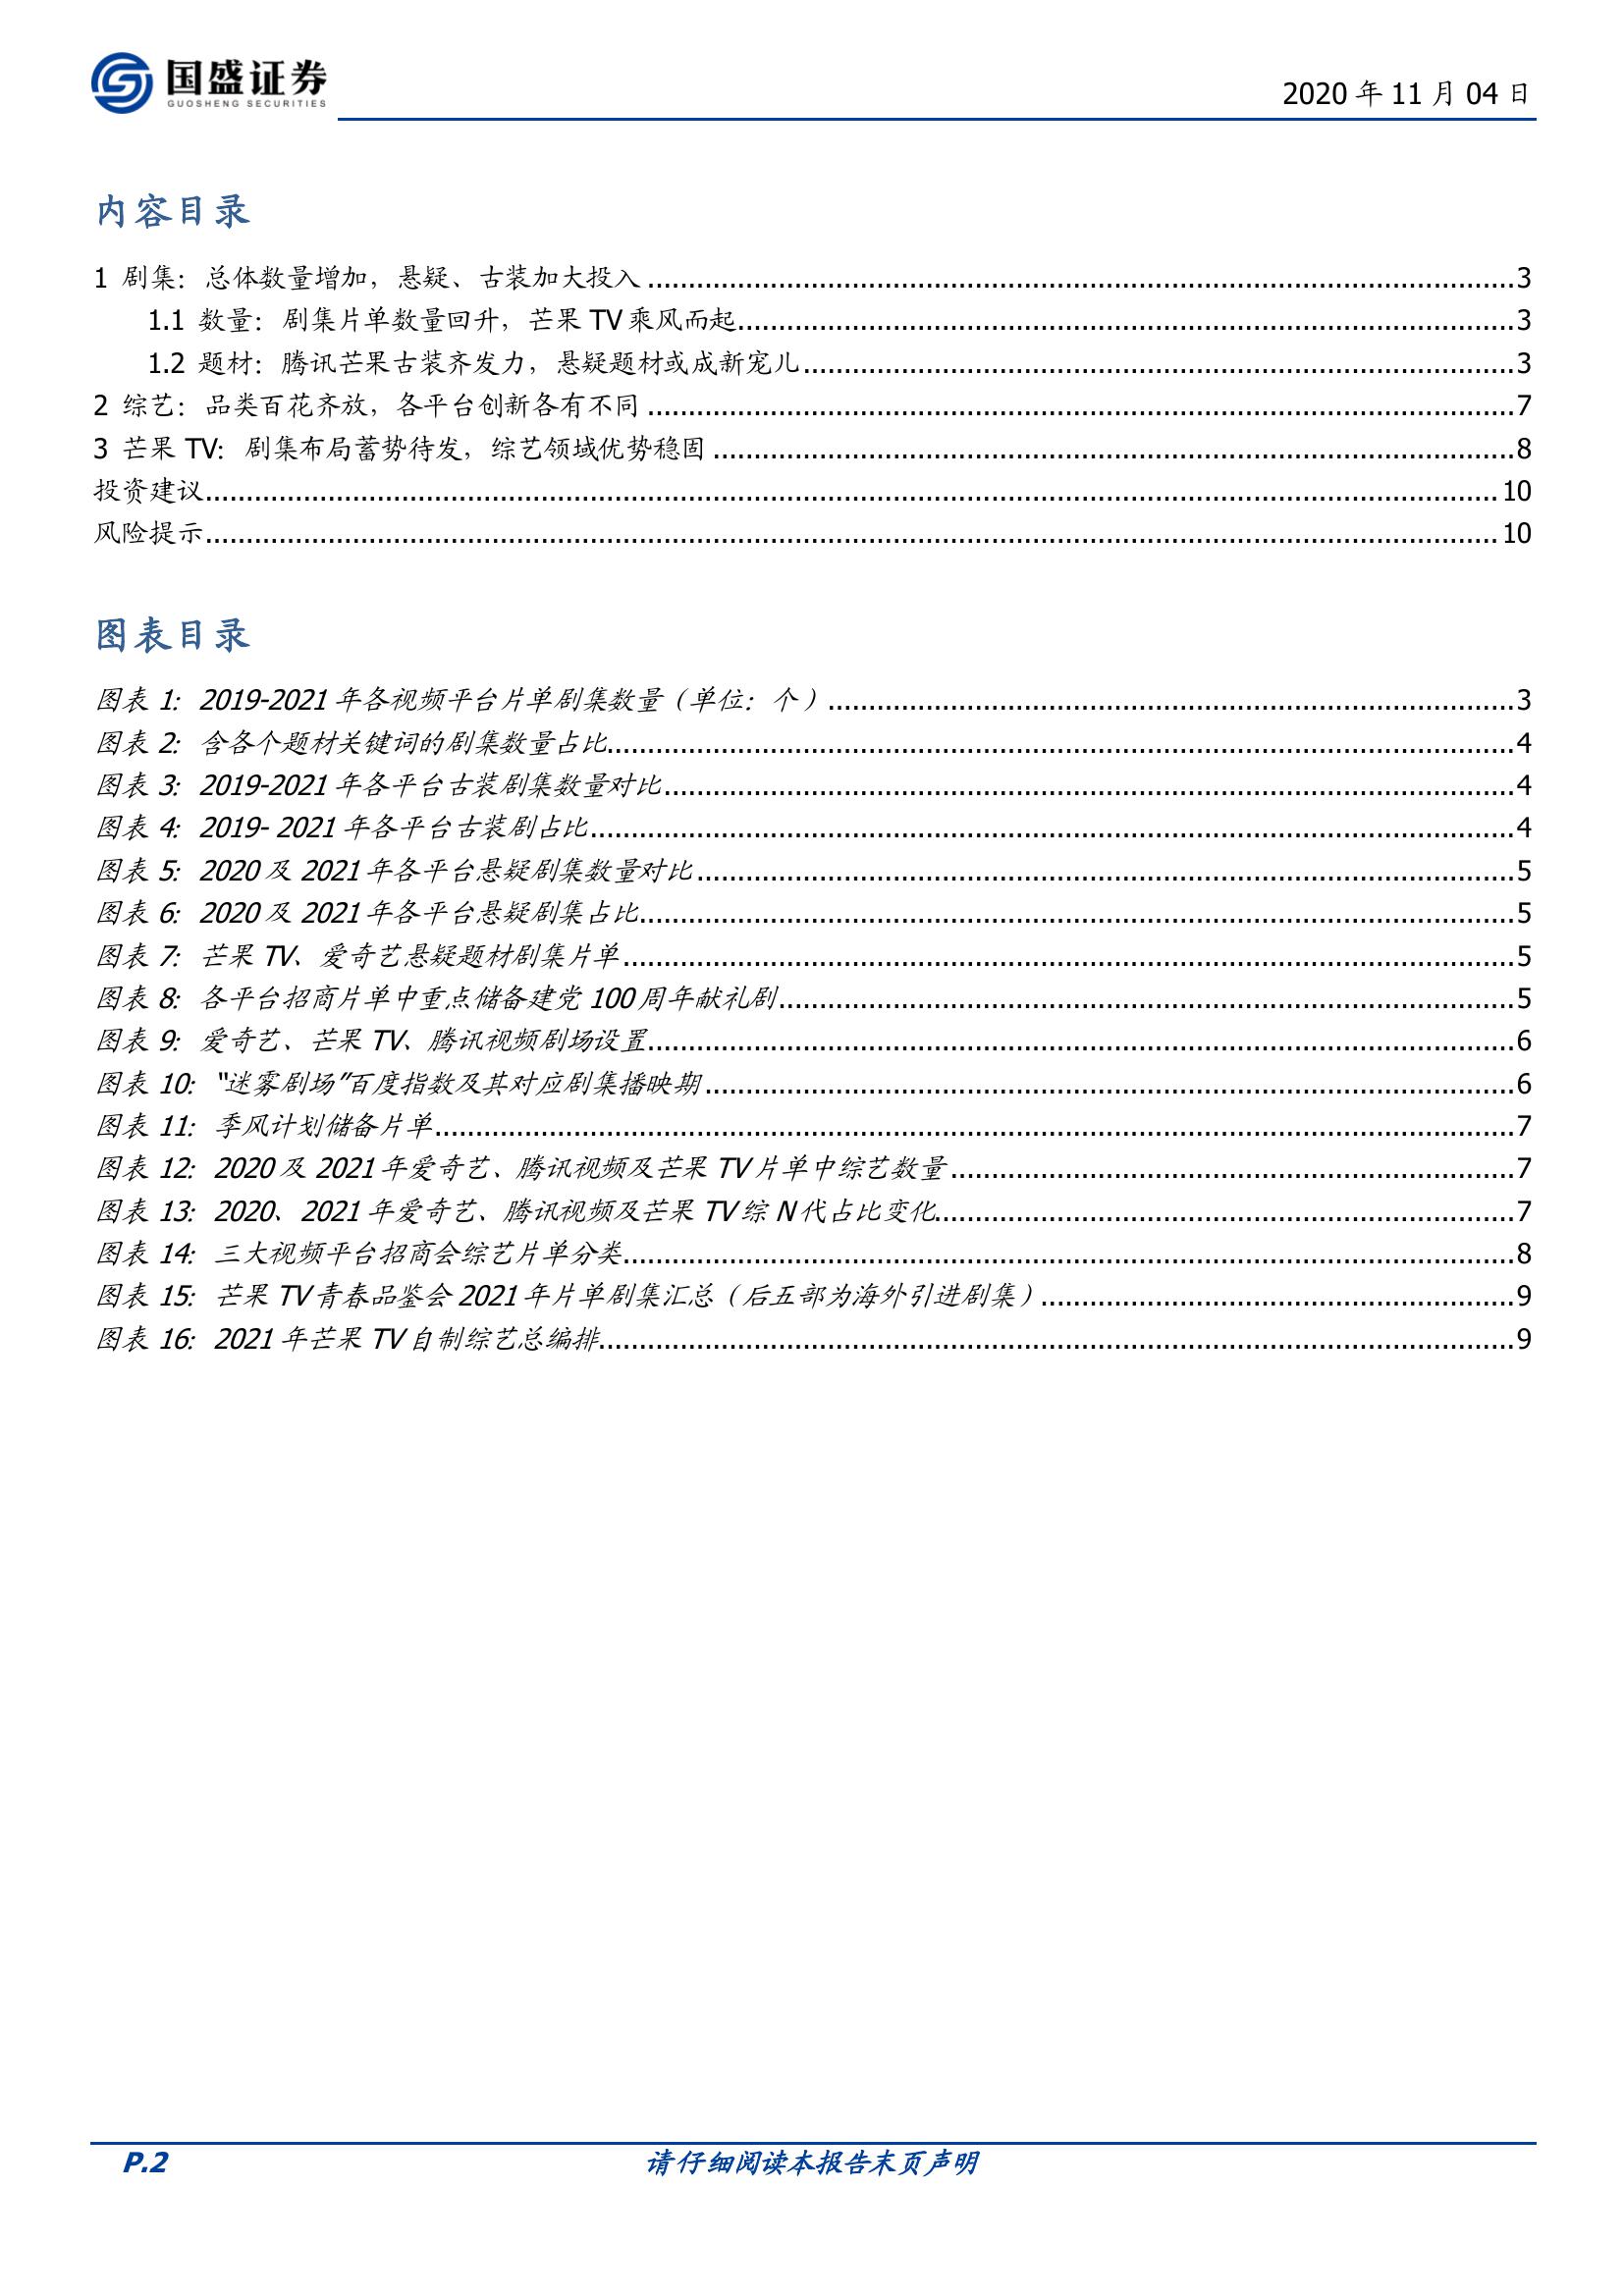 国盛证券
GUOSHENG SECURITIES
2020 年 11 月 04 日
内容目录
1 剧集：总体数量增加，悬疑、古装加大投入 ........ 3
1.1 数量：剧集片单数量回升，芒果 TV 乘风而起 ........ 3
1.2 题材：腾讯芒果古装齐发力，悬疑题材或成新宠儿 ........ 3
2 综艺：品类百花齐放，各平台创新各有不同 ........ 7
3 芒果 TV：剧集布局蓄势待发，综艺领域优势稳固 ........ 8
投资建议 ........ 10
风险提示 ........ 10
图表目录
图表 1：2019-2021 年各视频平台片单剧集数量（单位：个） ........ 3
图表 2：含各个题材关键词的剧集数量占比 ........ 4
图表 3：2019-2021 年各平台古装剧集数量对比 ........ 4
图表 4：2019- 2021 年各平台古装剧占比 ........ 4
图表 5：2020 及 2021 年各平台悬疑剧集数量对比 ........ 5
图表 6：2020 及 2021 年各平台悬疑剧集占比 ........ 5
图表 7：芒果 TV、爱奇艺悬疑题材剧集片单 ........ 5
图表 8：各平台招商片单中重点储备建党 100 周年献礼剧 ........ 5
图表 9：爱奇艺、芒果 TV、腾讯视频剧场设置 ........ 6
图表 10："迷雾剧场"百度指数及其对应剧集播映期 ........ 6
图表 11：季风计划储备片单 ........ 7
图表 12：2020 及 2021 年爱奇艺、腾讯视频及芒果 TV 片单中综艺数量 ........ 7
图表 13：2020、2021 年爱奇艺、腾讯视频及芒果 TV 综 N 代占比变化 ........ 7
图表 14：三大视频平台招商会综艺片单分类 ........ 8
图表 15：芒果 TV 青春品鉴会 2021 年片单剧集汇总（后五部为海外引进剧集） ........ 9
图表 16：2021 年芒果 TV 自制综艺总编排 ........ 9
P.2
请仔细阅读本报告末页声明